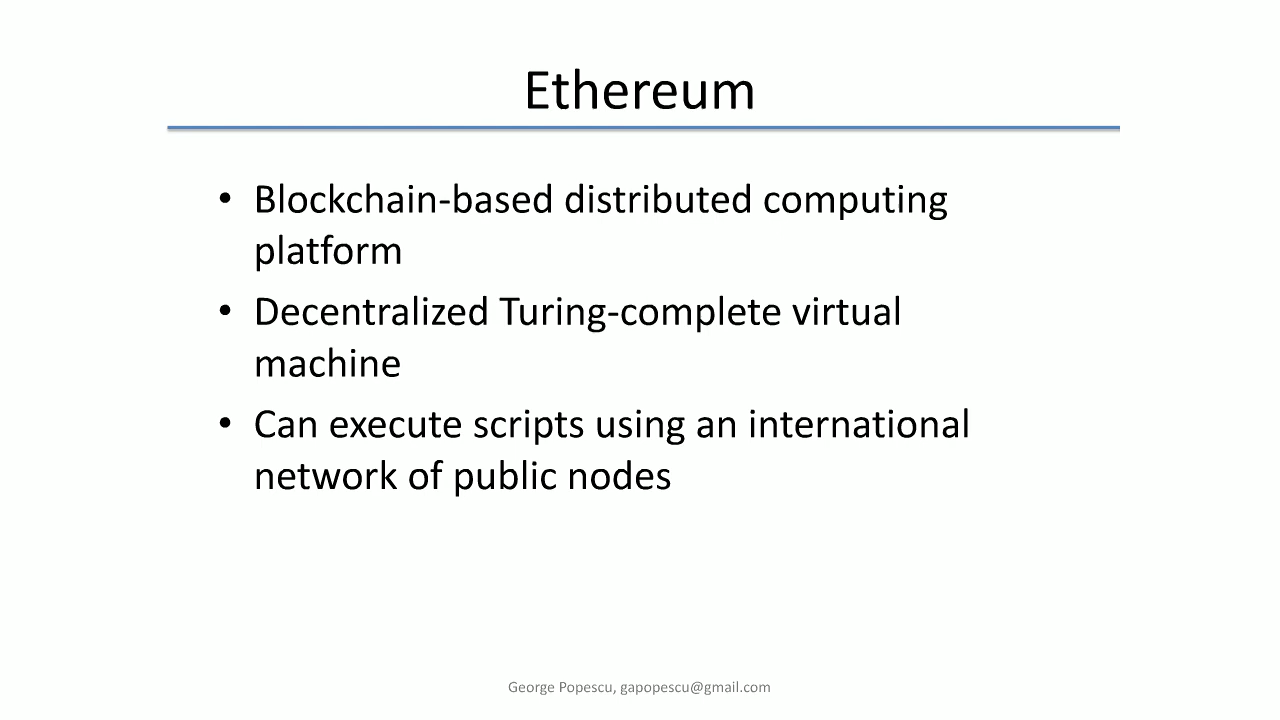 Ethereum
• Blockchain-based distributed computing
platform
• Decentralized Turing-complete virtual
machine
• Can execute scripts using an international
network of public nodes
George Popescu, gapopescu@gmail.com